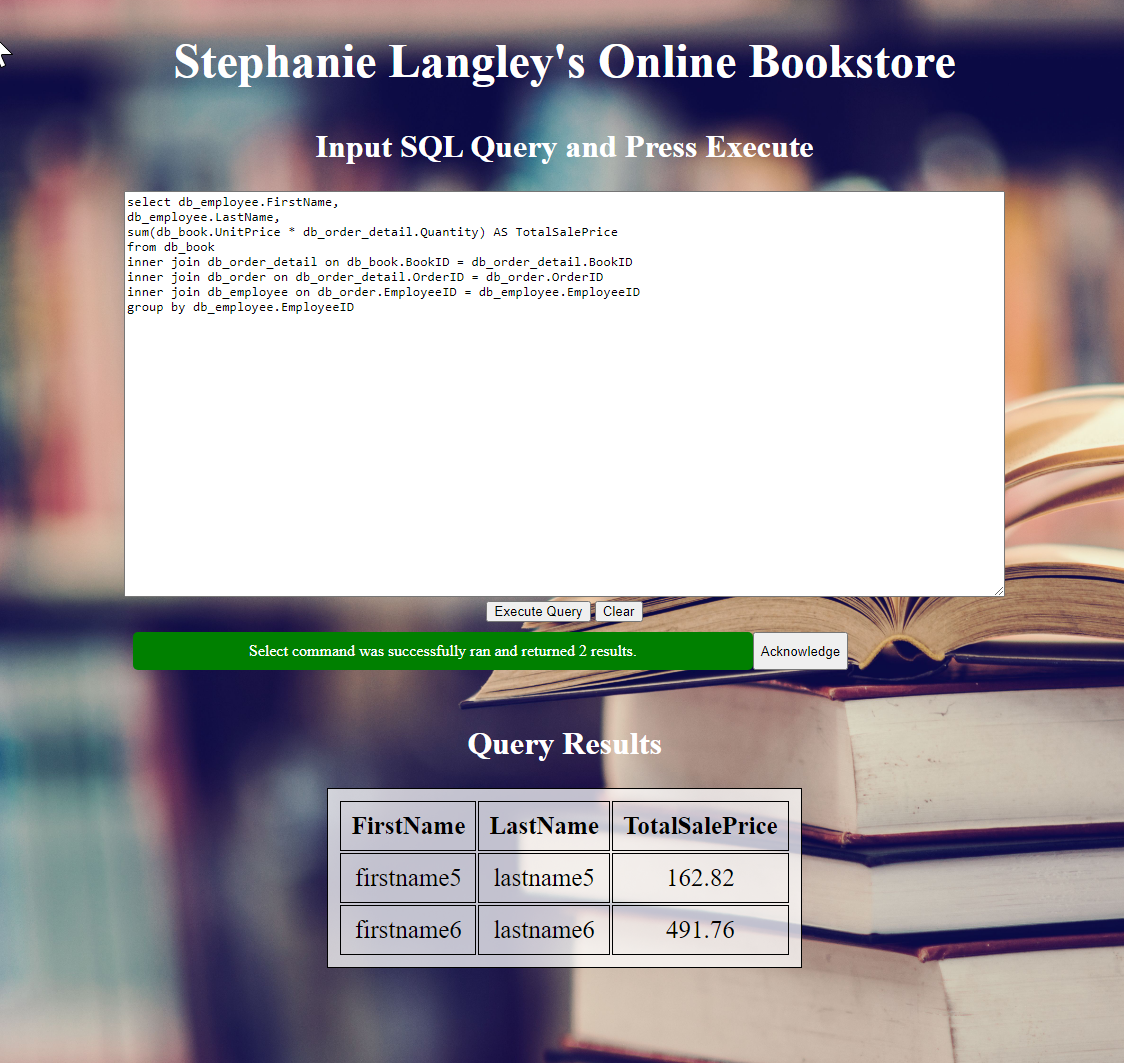 Stephanie Langley's Online Bookstore
Input SQL Query and Press Execute
select db_employee.FirstName,
db_employee.LastName,
sum(db_book.UnitPrice * db_order_detail.Quantity) AS TotalSalePrice
from db_book
inner join db_order_detail on db_book.BookID = db_order_detail.BookID
inner join db_order on db_order_detail.OrderID = db_order.OrderID
inner join db_employee on db_order.EmployeeID = db_employee.EmployeeID
group by db_employee.EmployeeID
Execute Query Clear
Select command was successfully ran and returned 2 results. Acknowledge
Query Results
FirstName LastName TotalSalePrice
firstname5 lastname5 162.82
firstname6 lastname6 491.76